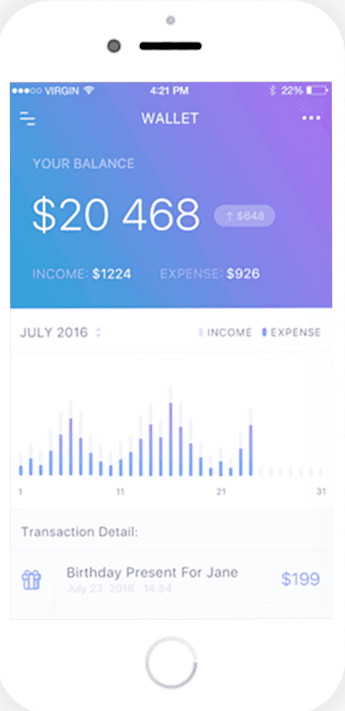 VIRGIN 4:21 PM 22%
WALLET
YOUR BALANCE
$20 468 ↑ $648
INCOME: $1224 EXPENSE: $926
JULY 2016 INCOME EXPENSE
1 11 21 31
Transaction Detail:
Birthday Present For Jane
$199
July 23, 2016 14:54